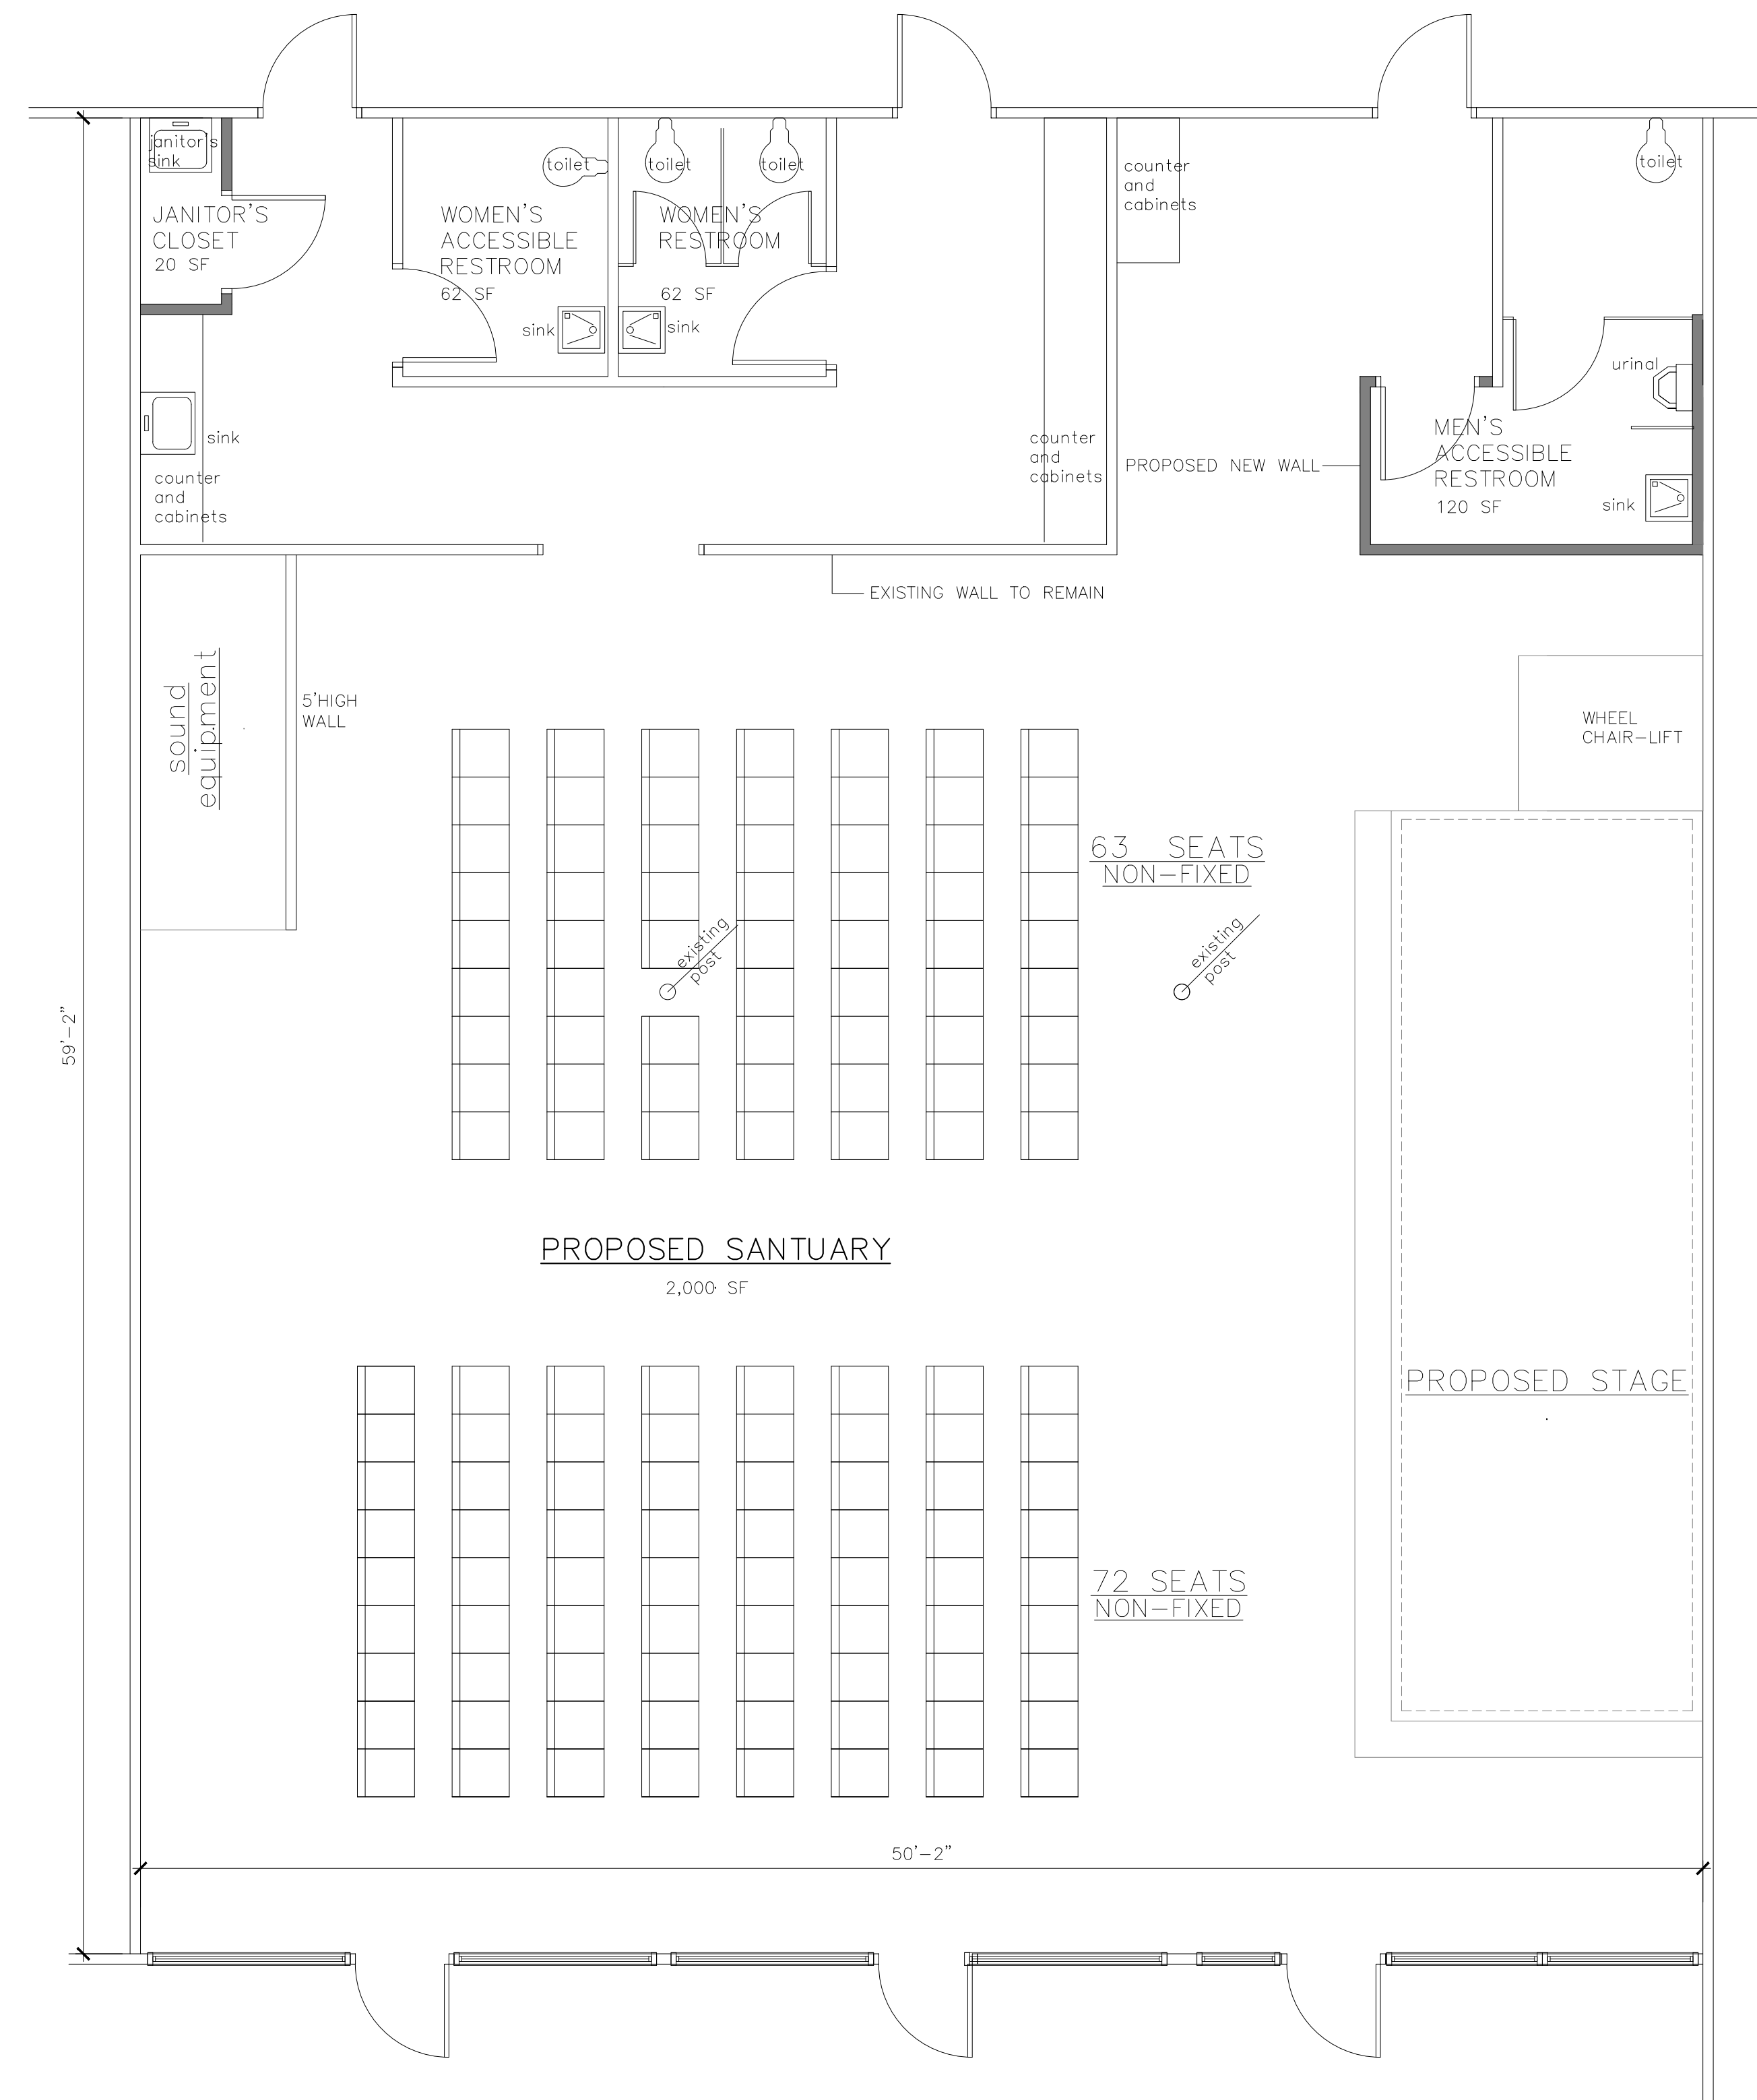 janitor's
sink
JANITOR'S
CLOSET
20 SF
toilet
WOMEN'S
ACCESSIBLE
RESTROOM
62 SF
sink
toilet
toilet
WOMEN'S
RESTROOM
62 SF
sink
counter
and
cabinets
toilet
urinal
MEN'S
ACCESSIBLE
RESTROOM
120 SF
sink
sink
counter
and
cabinets
counter
and
cabinets
PROPOSED NEW WALL
EXISTING WALL TO REMAIN
sound
equipment
5'HIGH
WALL
WHEEL
CHAIR-LIFT
63 SEATS
NON-FIXED
existing
post
existing
post
59'-2"
PROPOSED SANTUARY
2,000 SF
PROPOSED STAGE
72 SEATS
NON-FIXED
50'-2"